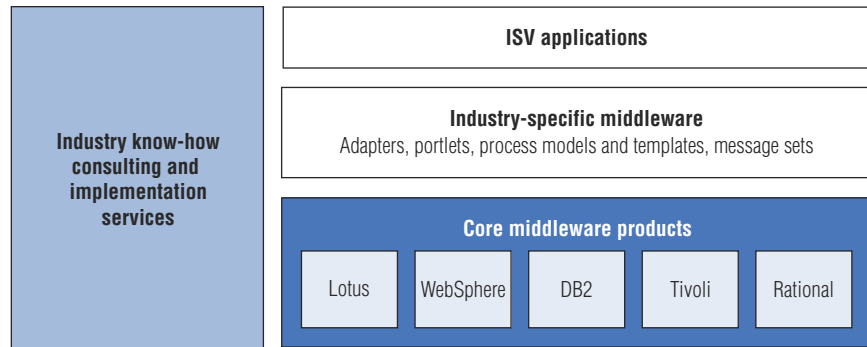 Industry know-how
consulting and
implementation
services
ISV applications
Industry-specific middleware
Adapters, portlets, process models and templates, message sets
Core middleware products
Lotus
WebSphere
DB2
Tivoli
Rational